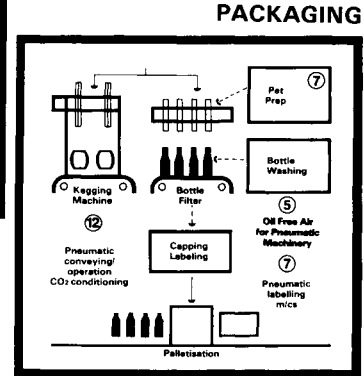 PACKAGING
7
Pet
Prep
Bottle
Washing
Kegging
Machine
Bottle
Filter
5
Oil Free Air
for Pneumatic
Machinery
12
Pneumatic
conveying/
operation
CO₂ conditioning
Capping
Labeling
7
Pneumatic
labelling
m/cs
Palletisation